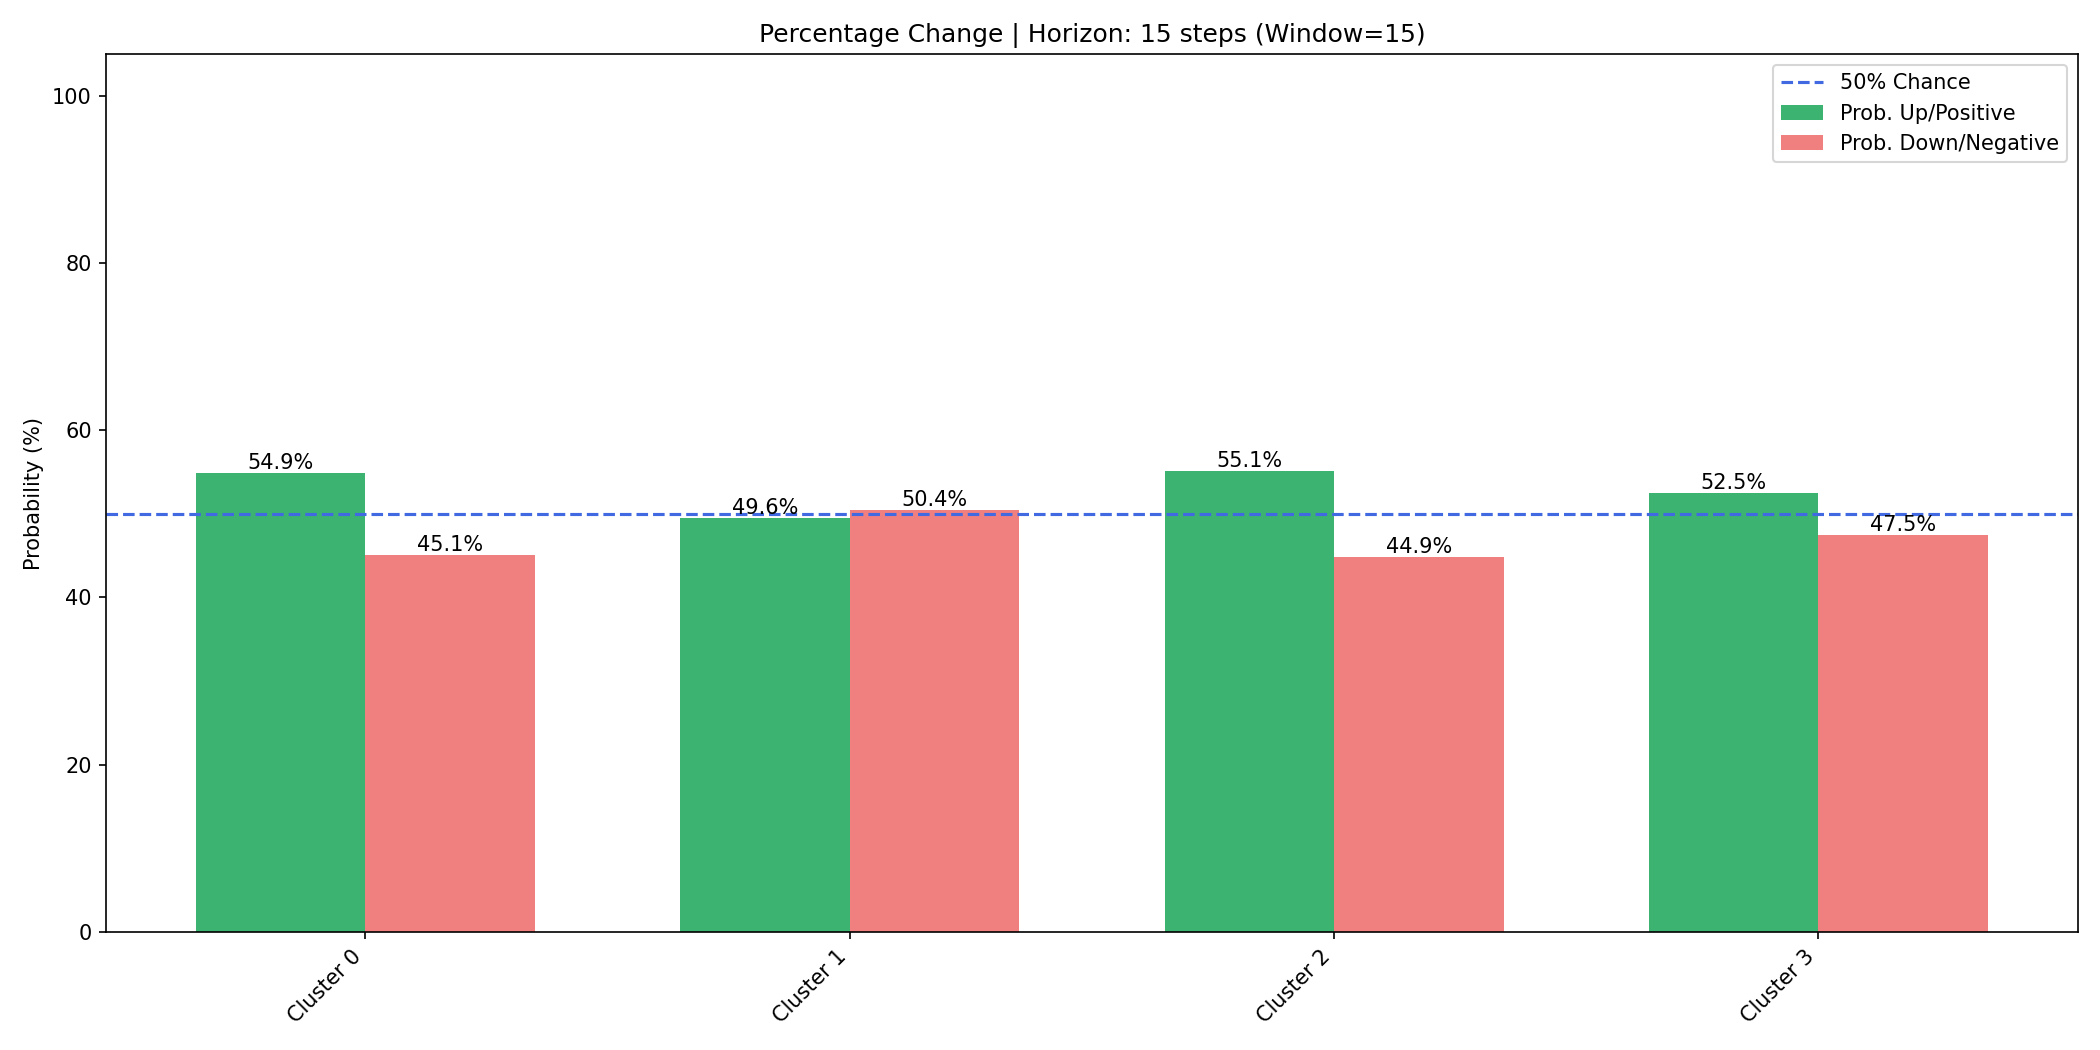 Percentage Change | Horizon: 15 steps (Window=15)
50% Chance
Prob. Up/Positive
Prob. Down/Negative
Probability (%)
100
80
60
40
20
0
54.9%
45.1%
49.6%
50.4%
55.1%
44.9%
52.5%
47.5%
Cluster 0
Cluster 1
Cluster 2
Cluster 3